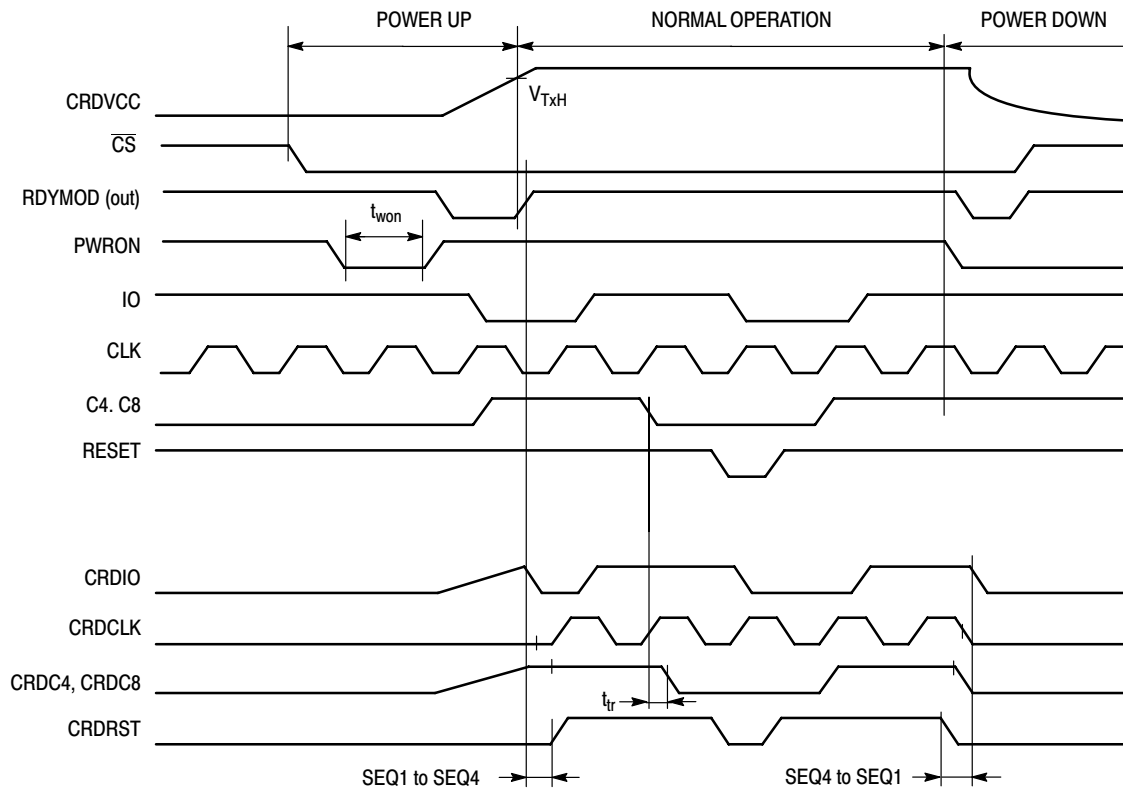 POWER UP
NORMAL OPERATION
POWER DOWN
CRDVCC
VTxH
CS
RDYMOD (out)
twon
PWRON
IO
CLK
C4. C8
RESET
CRDIO
CRDCLK
CRDC4, CRDC8
ttr
CRDRST
SEQ1 to SEQ4
SEQ4 to SEQ1